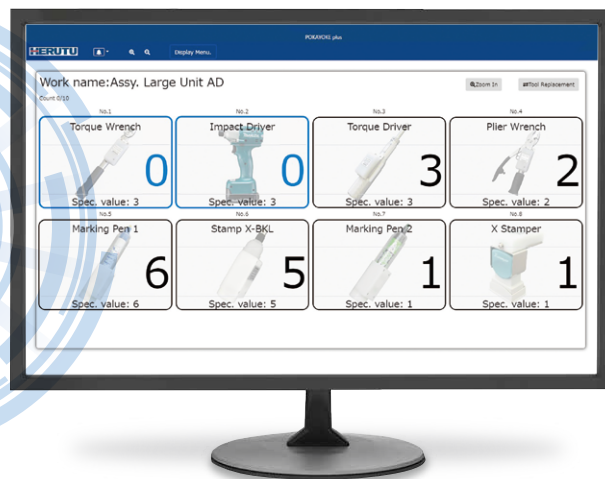 POKAYOKE plus
HERUTU
Display Menu.
Work name:Assy. Large Unit AD
Zoom In
Tool Replacement
Count 0/10
No.1
No.2
No.3
No.4
Torque Wrench
Impact Driver
Torque Driver
Plier Wrench
0
0
3
2
Spec. value: 3
Spec. value: 3
Spec. value: 3
Spec. value: 2
No.5
No.6
No.7
No.8
Marking Pen 1
Stamp X-BKL
Marking Pen 2
X Stamper
6
5
1
1
Spec. value: 6
Spec. value: 5
Spec. value: 1
Spec. value: 1